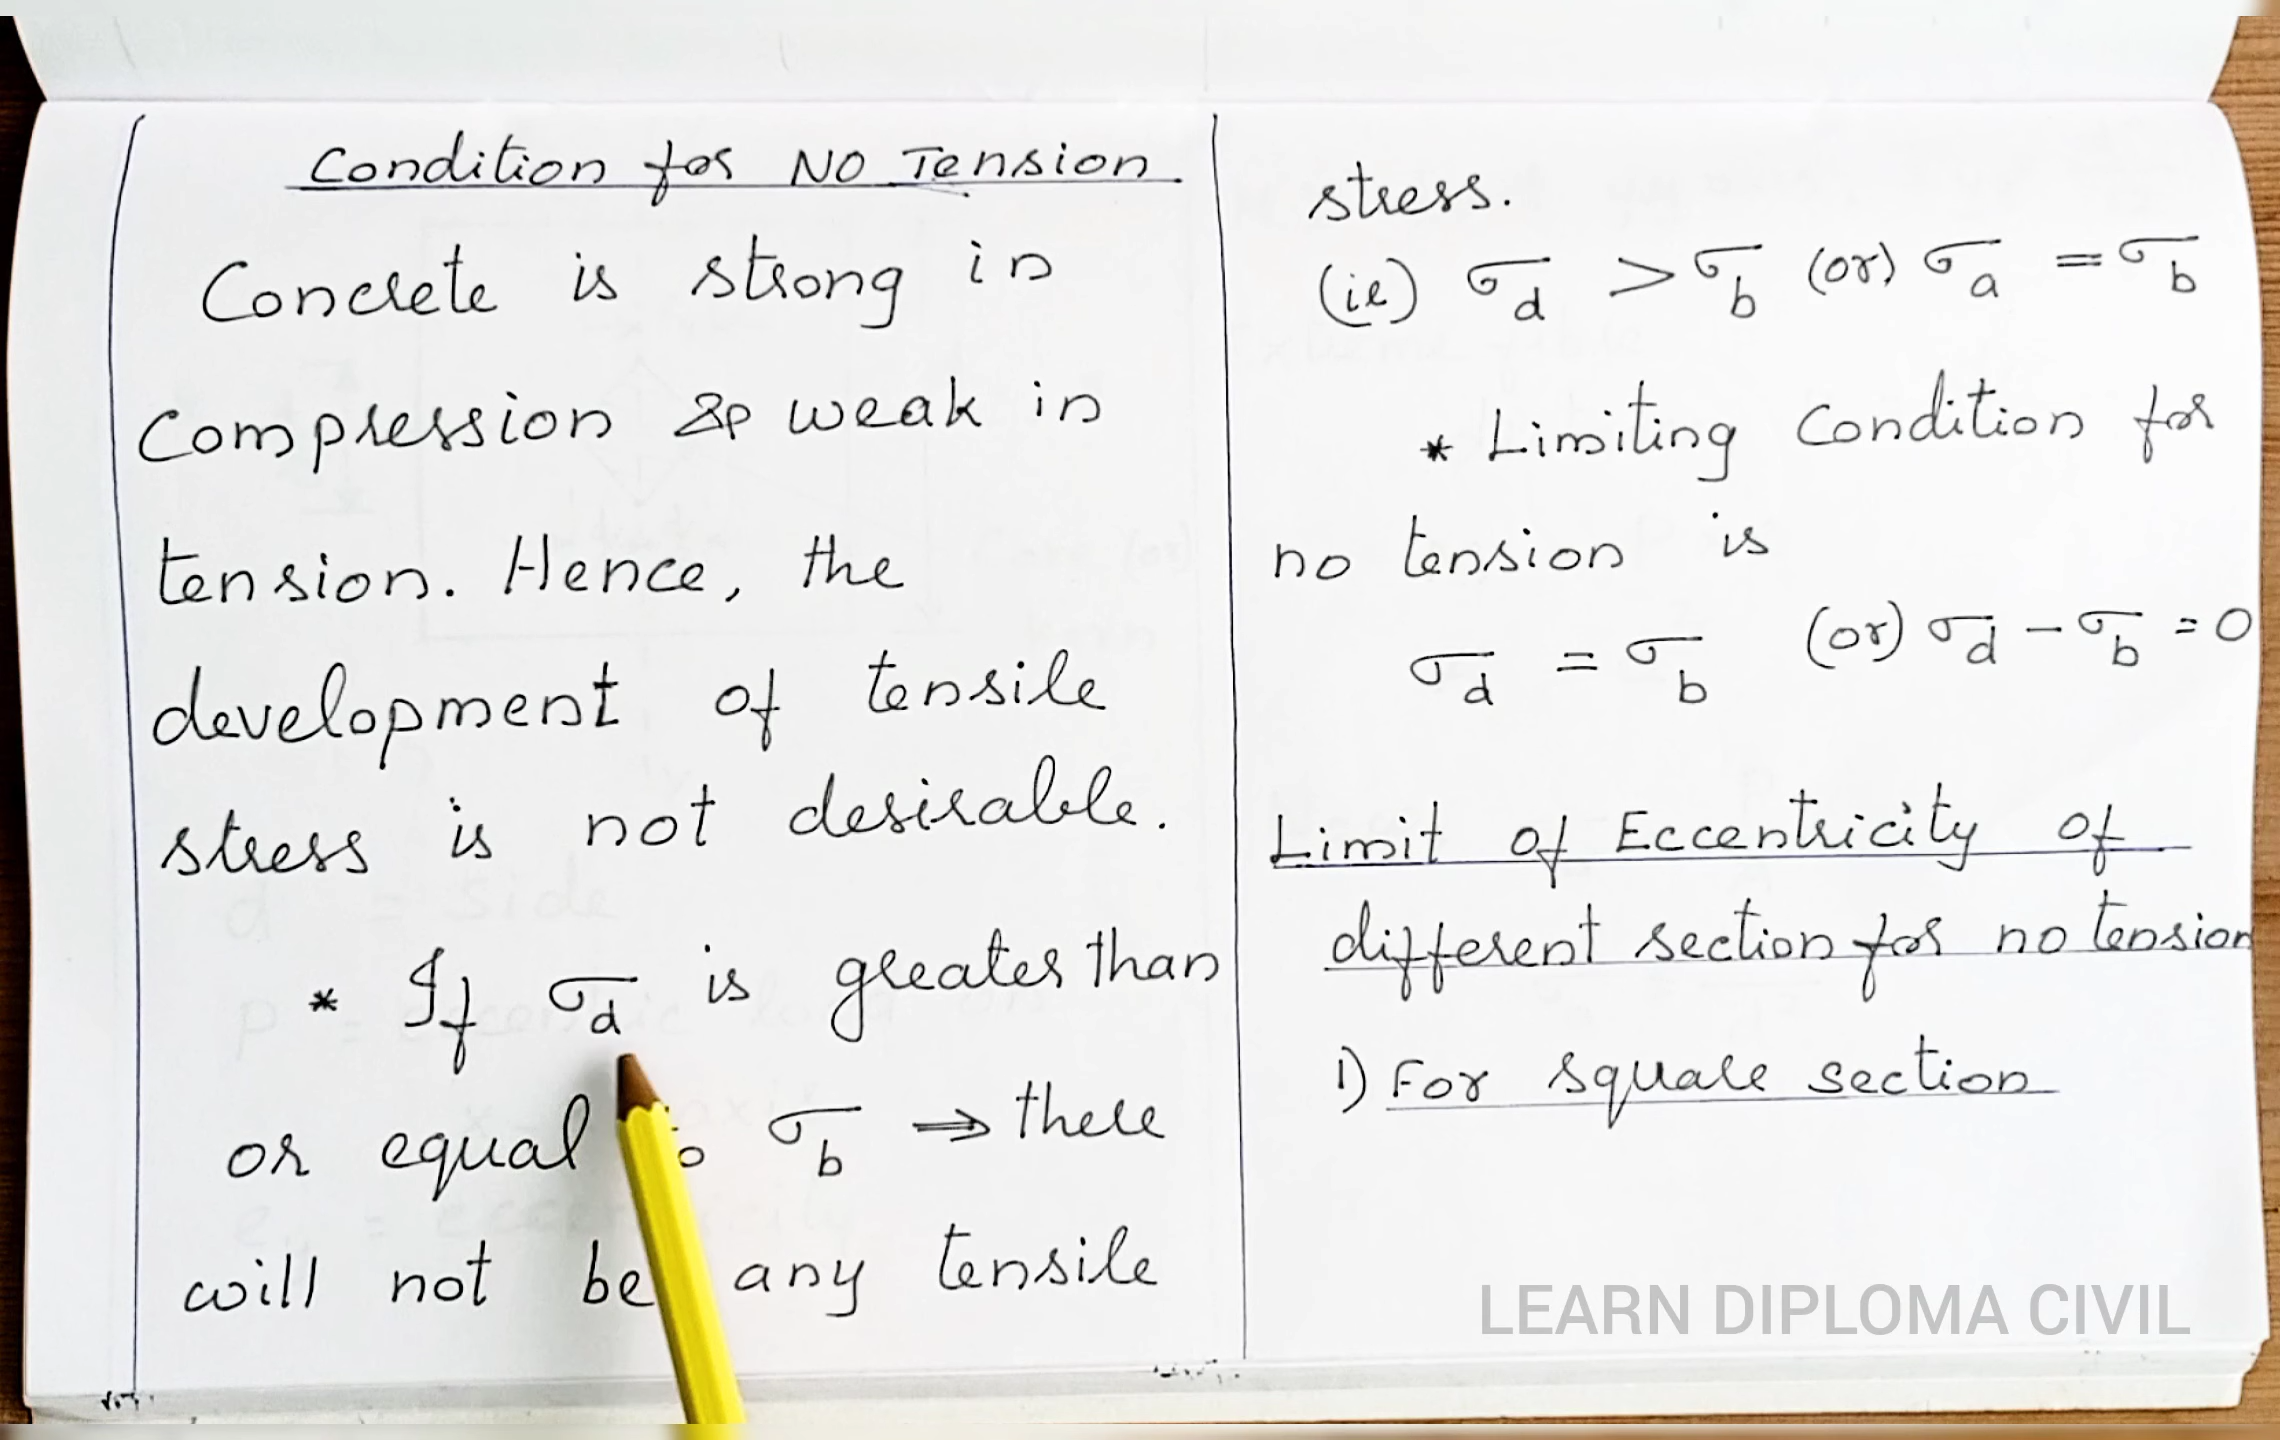 Condition for NO Tension
Concrete is strong in
Compression & weak in
tension. Hence, the
development of tensile
stress is not desirable.
* If σd is greater than
or equal to σb ⇒ there
will not be any tensile
stress.
(ie) σd > σb (or) σa = σb
* Limiting Condition for
no tension is
σd = σb (or) σd - σb = 0
Limit of Eccentricity of
different section for no tension
1) For square section
LEARN DIPLOMA CIVIL